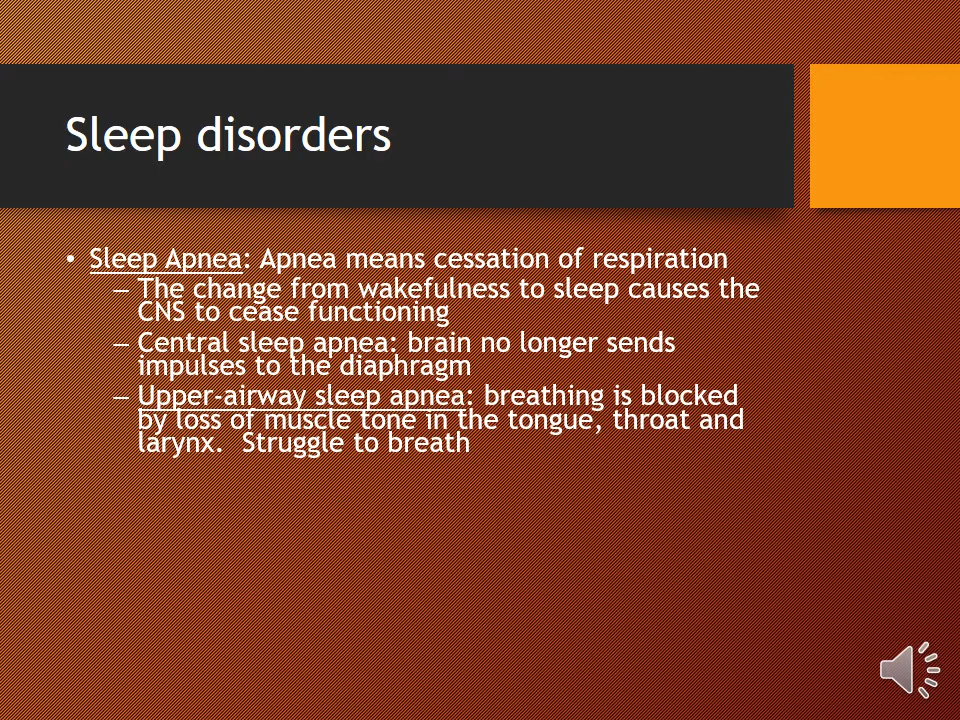 Sleep disorders
• Sleep Apnea: Apnea means cessation of respiration
– The change from wakefulness to sleep causes the
CNS to cease functioning
– Central sleep apnea: brain no longer sends
impulses to the diaphragm
– Upper-airway sleep apnea: breathing is blocked
by loss of muscle tone in the tongue, throat and
larynx.  Struggle to breath